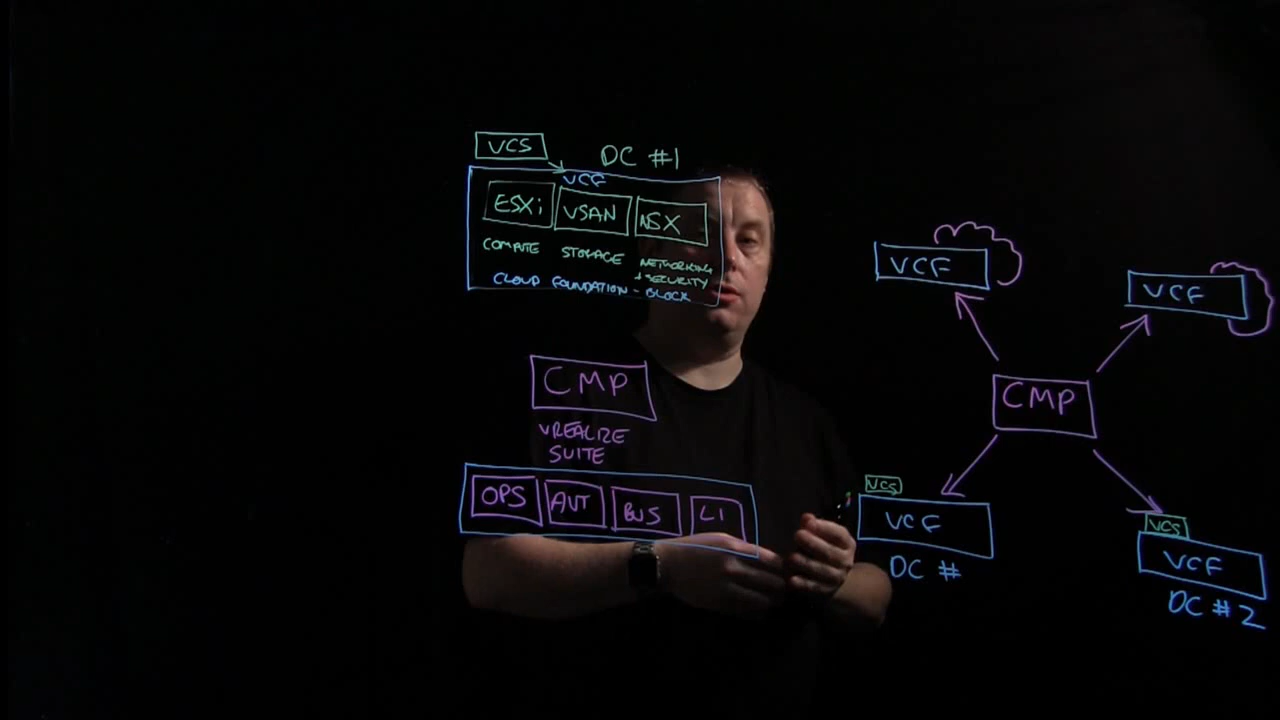 VCS
DC #1
VCF
ESXi
VSAN
NSX
COMPUTE
STORAGE
NETWORKING
+ SECURITY
CLOUD FOUNDATION - BLOCK
CMP
VREALIZE
SUITE
OPS
AUT
BUS
LI
VCF
VCF
CMP
VCS
VCF
DC #
VCS
VCF
DC #2